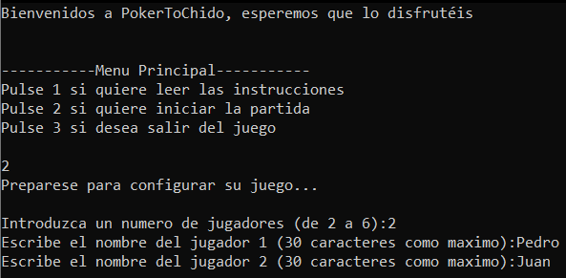 Bienvenidos a PokerToChido, esperemos que lo disfrutéis
-----------Menu Principal-----------
Pulse 1 si quiere leer las instrucciones
Pulse 2 si quiere iniciar la partida
Pulse 3 si desea salir del juego
2
Preparese para configurar su juego...
Introduzca un numero de jugadores (de 2 a 6):2
Escribe el nombre del jugador 1 (30 caracteres como maximo):Pedro
Escribe el nombre del jugador 2 (30 caracteres como maximo):Juan